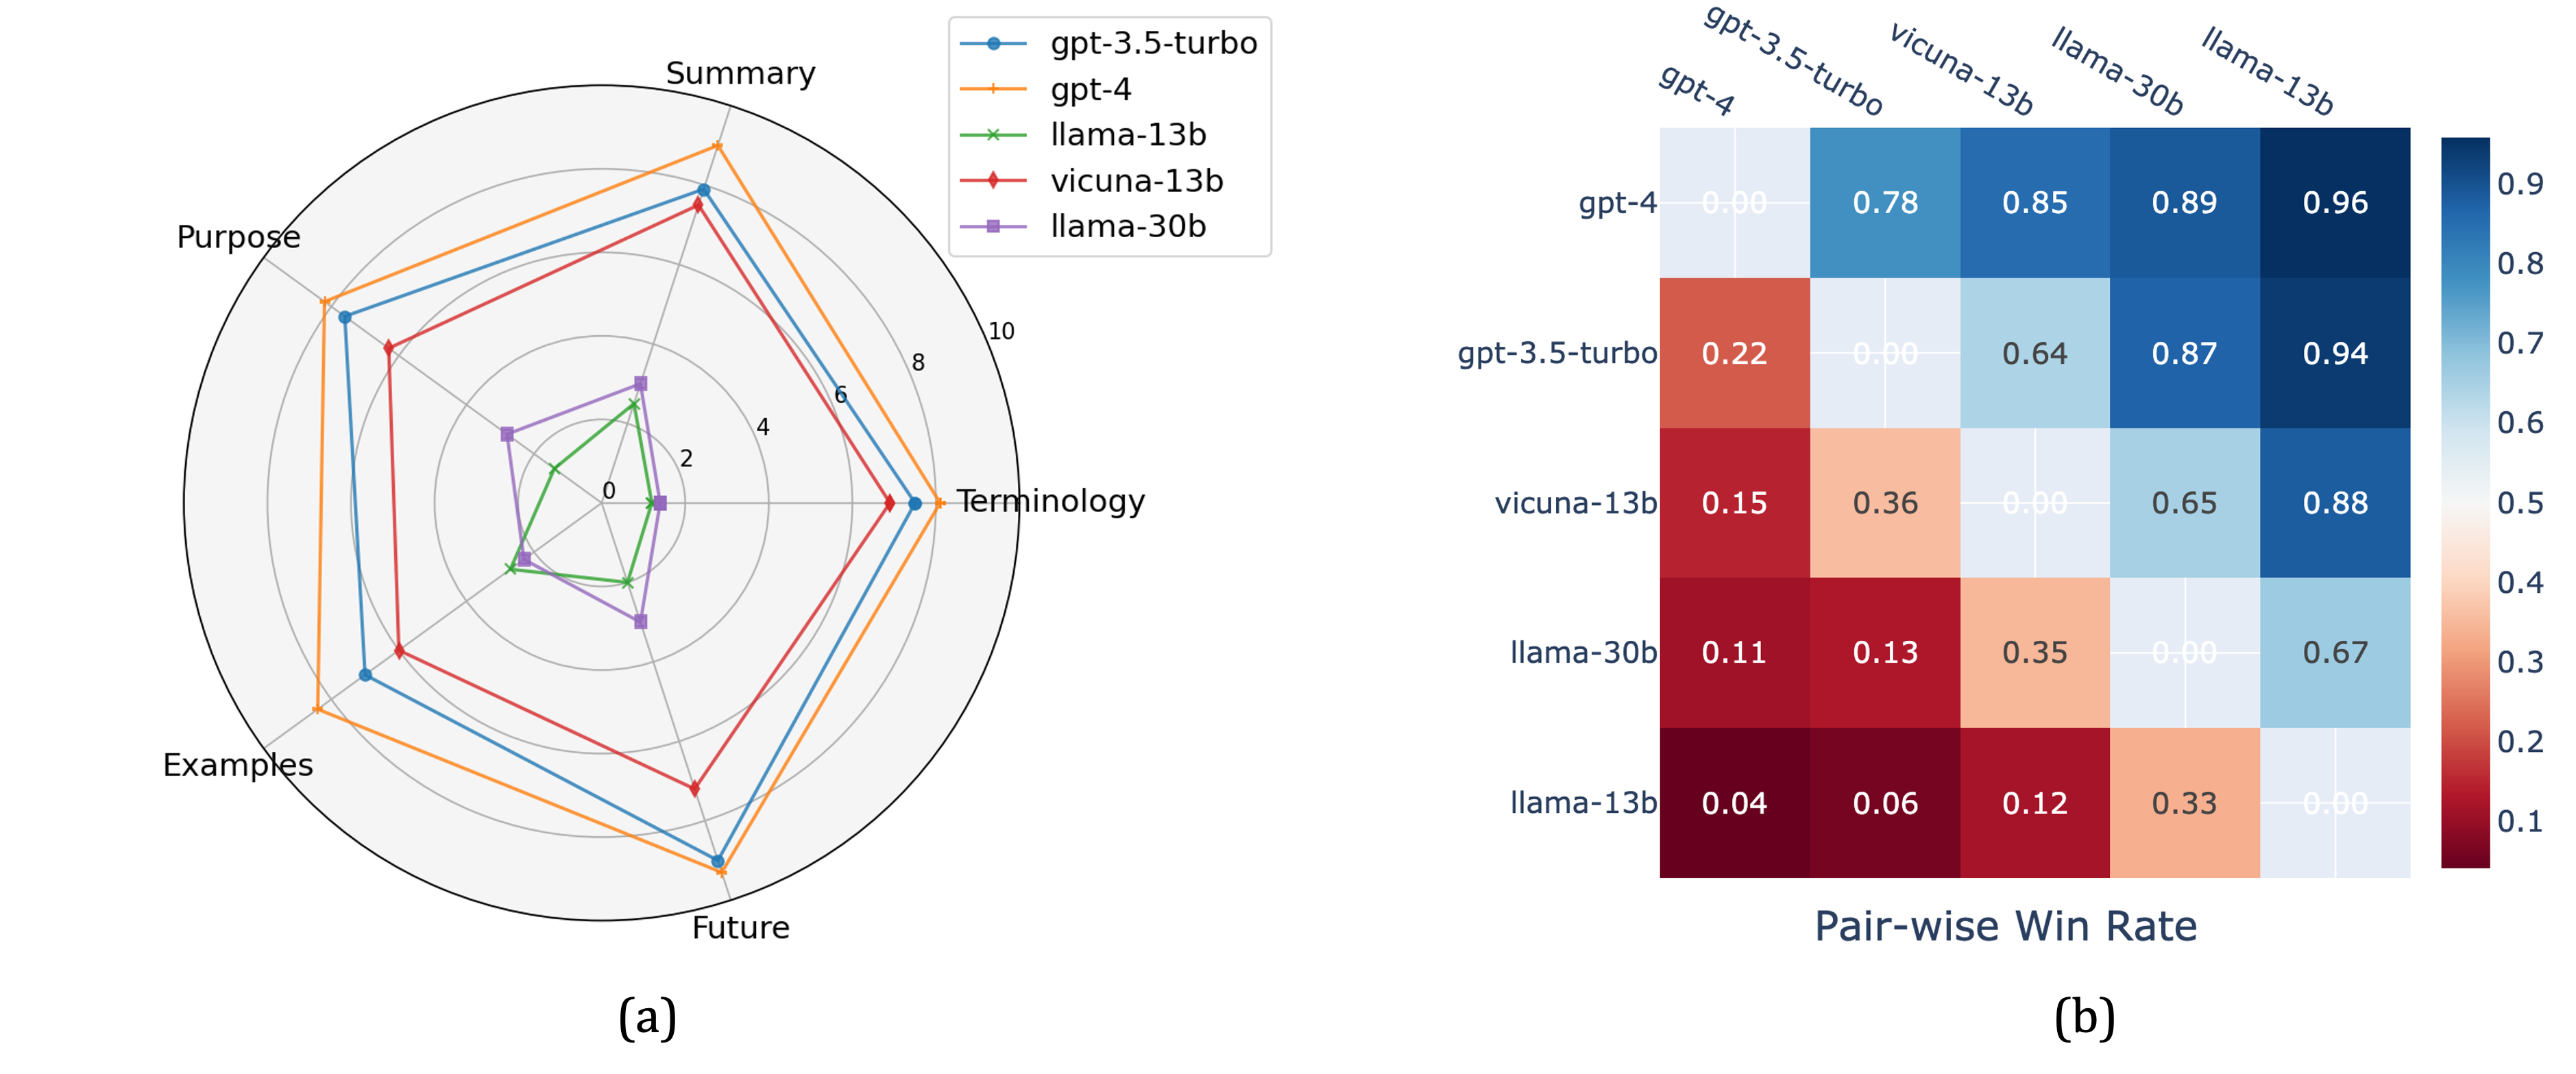 gpt-3.5-turbo
gpt-4
llama-13b
vicuna-13b
llama-30b
Summary
Purpose
Terminology
Examples
Future
0
2
4
6
8
10
(a)
gpt-4
gpt-3.5-turbo
vicuna-13b
llama-30b
llama-13b
gpt-4 0.00 0.78 0.85 0.89 0.96
gpt-3.5-turbo 0.22 0.00 0.64 0.87 0.94
vicuna-13b 0.15 0.36 0.00 0.65 0.88
llama-30b 0.11 0.13 0.35 0.00 0.67
llama-13b 0.04 0.06 0.12 0.33 0.00
0.9
0.8
0.7
0.6
0.5
0.4
0.3
0.2
0.1
Pair-wise Win Rate
(b)